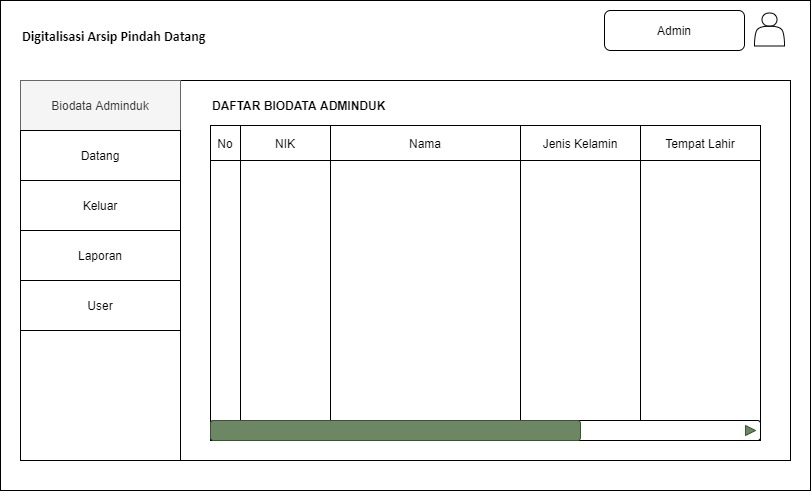 Digitalisasi Arsip Pindah Datang
Admin
Biodata Adminduk
Datang
Keluar
Laporan
User
DAFTAR BIODATA ADMINDUK
No NIK Nama Jenis Kelamin Tempat Lahir